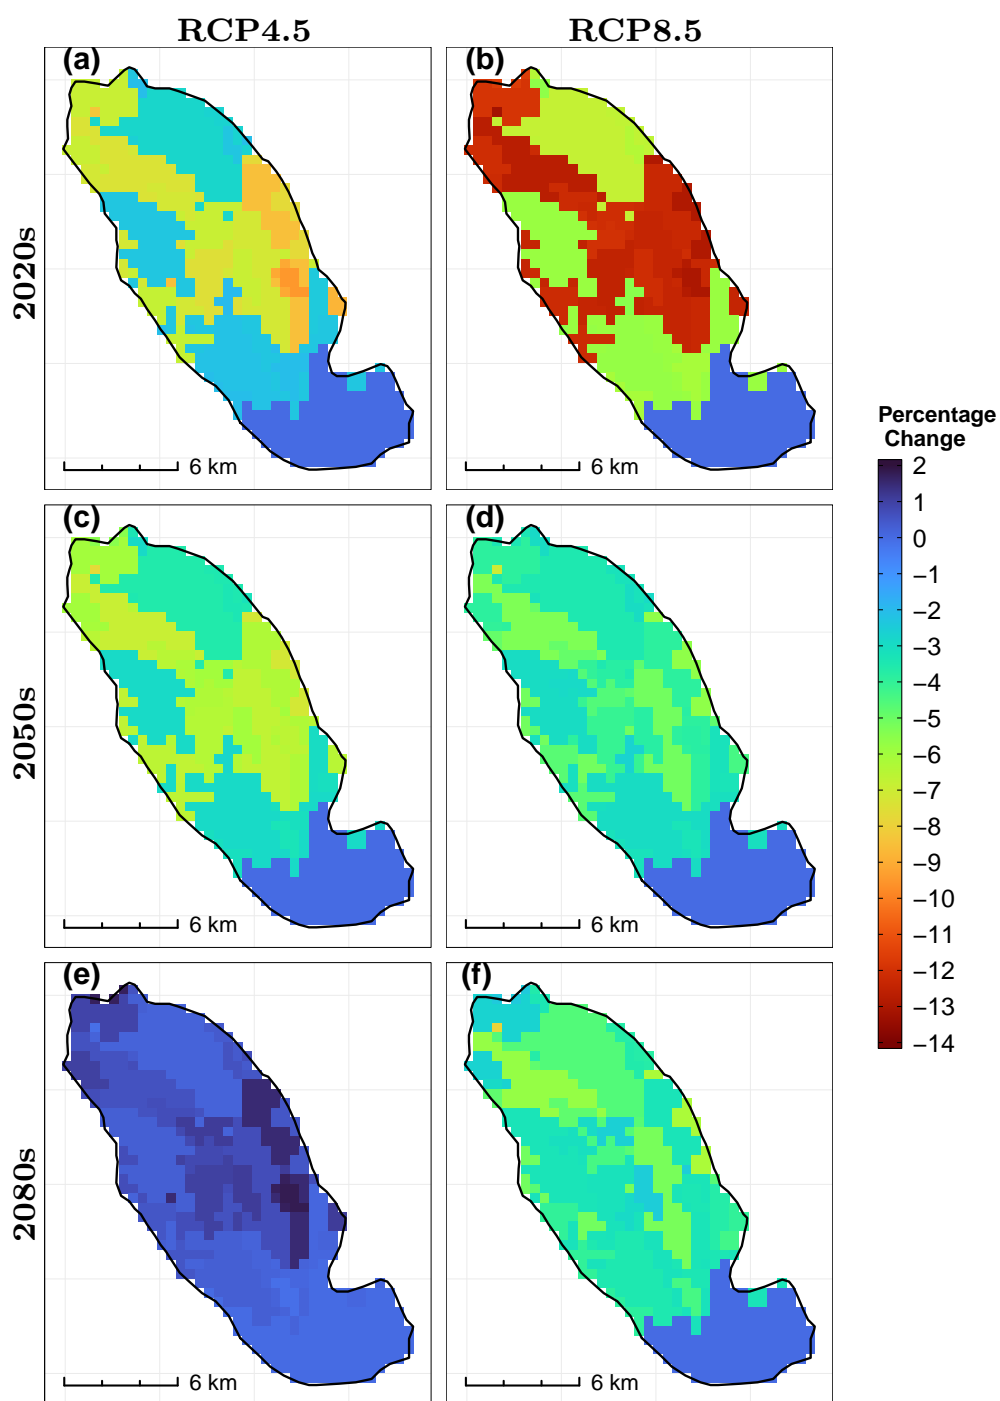 RCP4.5 RCP8.5
(a) (b)
2020s
6 km 6 km
(c) (d)
2050s
6 km 6 km
(e) (f)
2080s
6 km 6 km
Percentage
Change
2
1
0
−1
−2
−3
−4
−5
−6
−7
−8
−9
−10
−11
−12
−13
−14